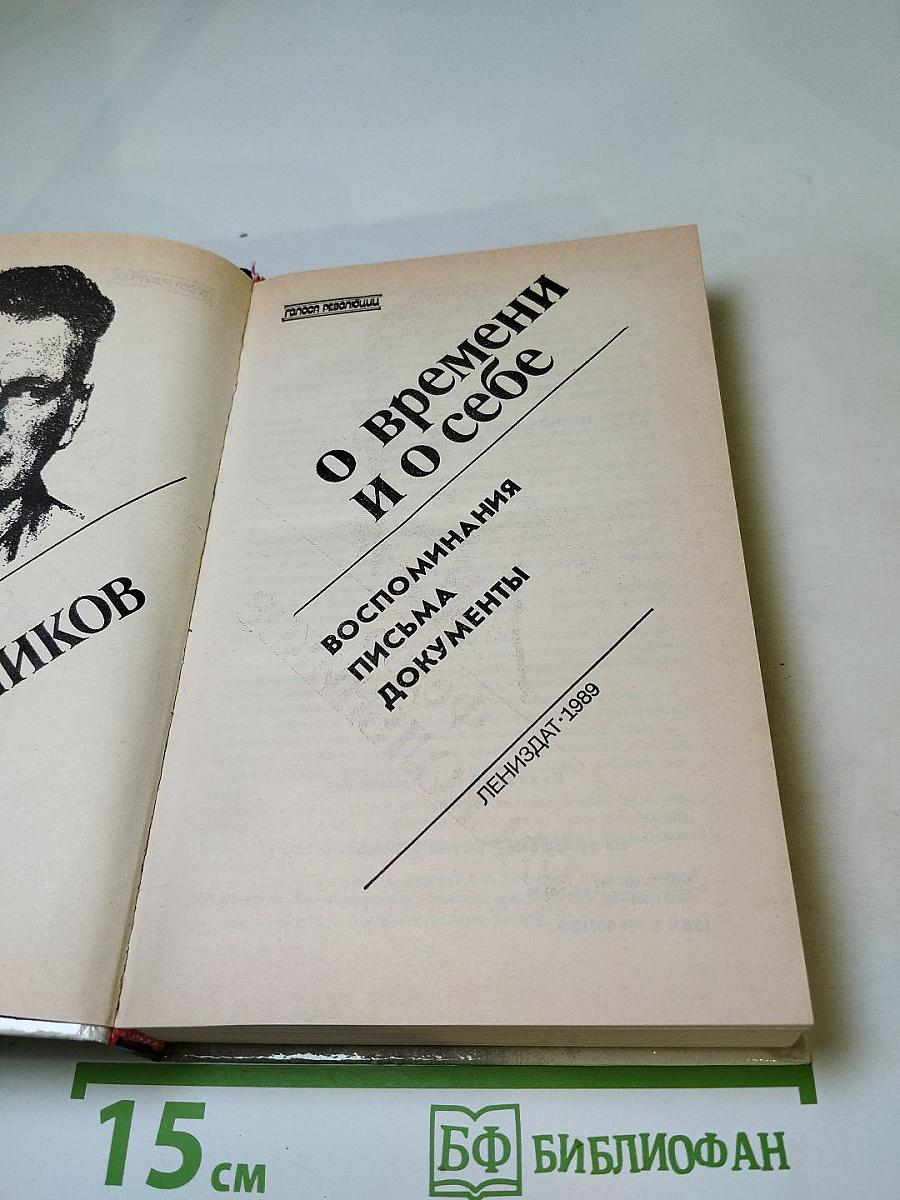 ГОЛОСА РЕВОЛЮЦИИ
о времени
и о себе
ВОСПОМИНАНИЯ
ПИСЬМА
ДОКУМЕНТЫ
ЛЕНИЗДАТ·1989
ИКОВ
15 см
БФ БИБЛИОФАН